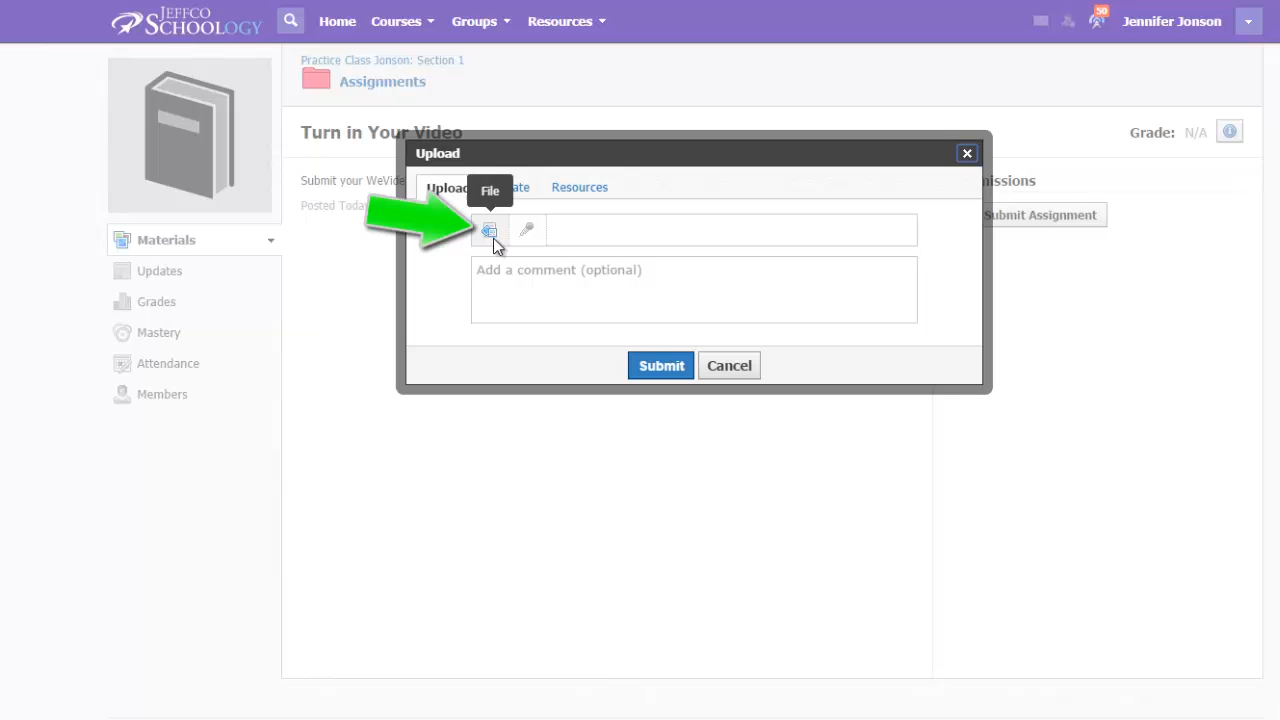 JEFFCO
SCHOOLOGY
Home
Courses
Groups
Resources
50
Jennifer Jonson
Practice Class Jonson: Section 1
Assignments
Turn in Your Video
Grade: N/A
Upload
Submit your WeVide
Posted Today
Upload
File
ate
Resources
missions
Submit Assignment
Add a comment (optional)
Submit
Cancel
Materials
Updates
Grades
Mastery
Attendance
Members